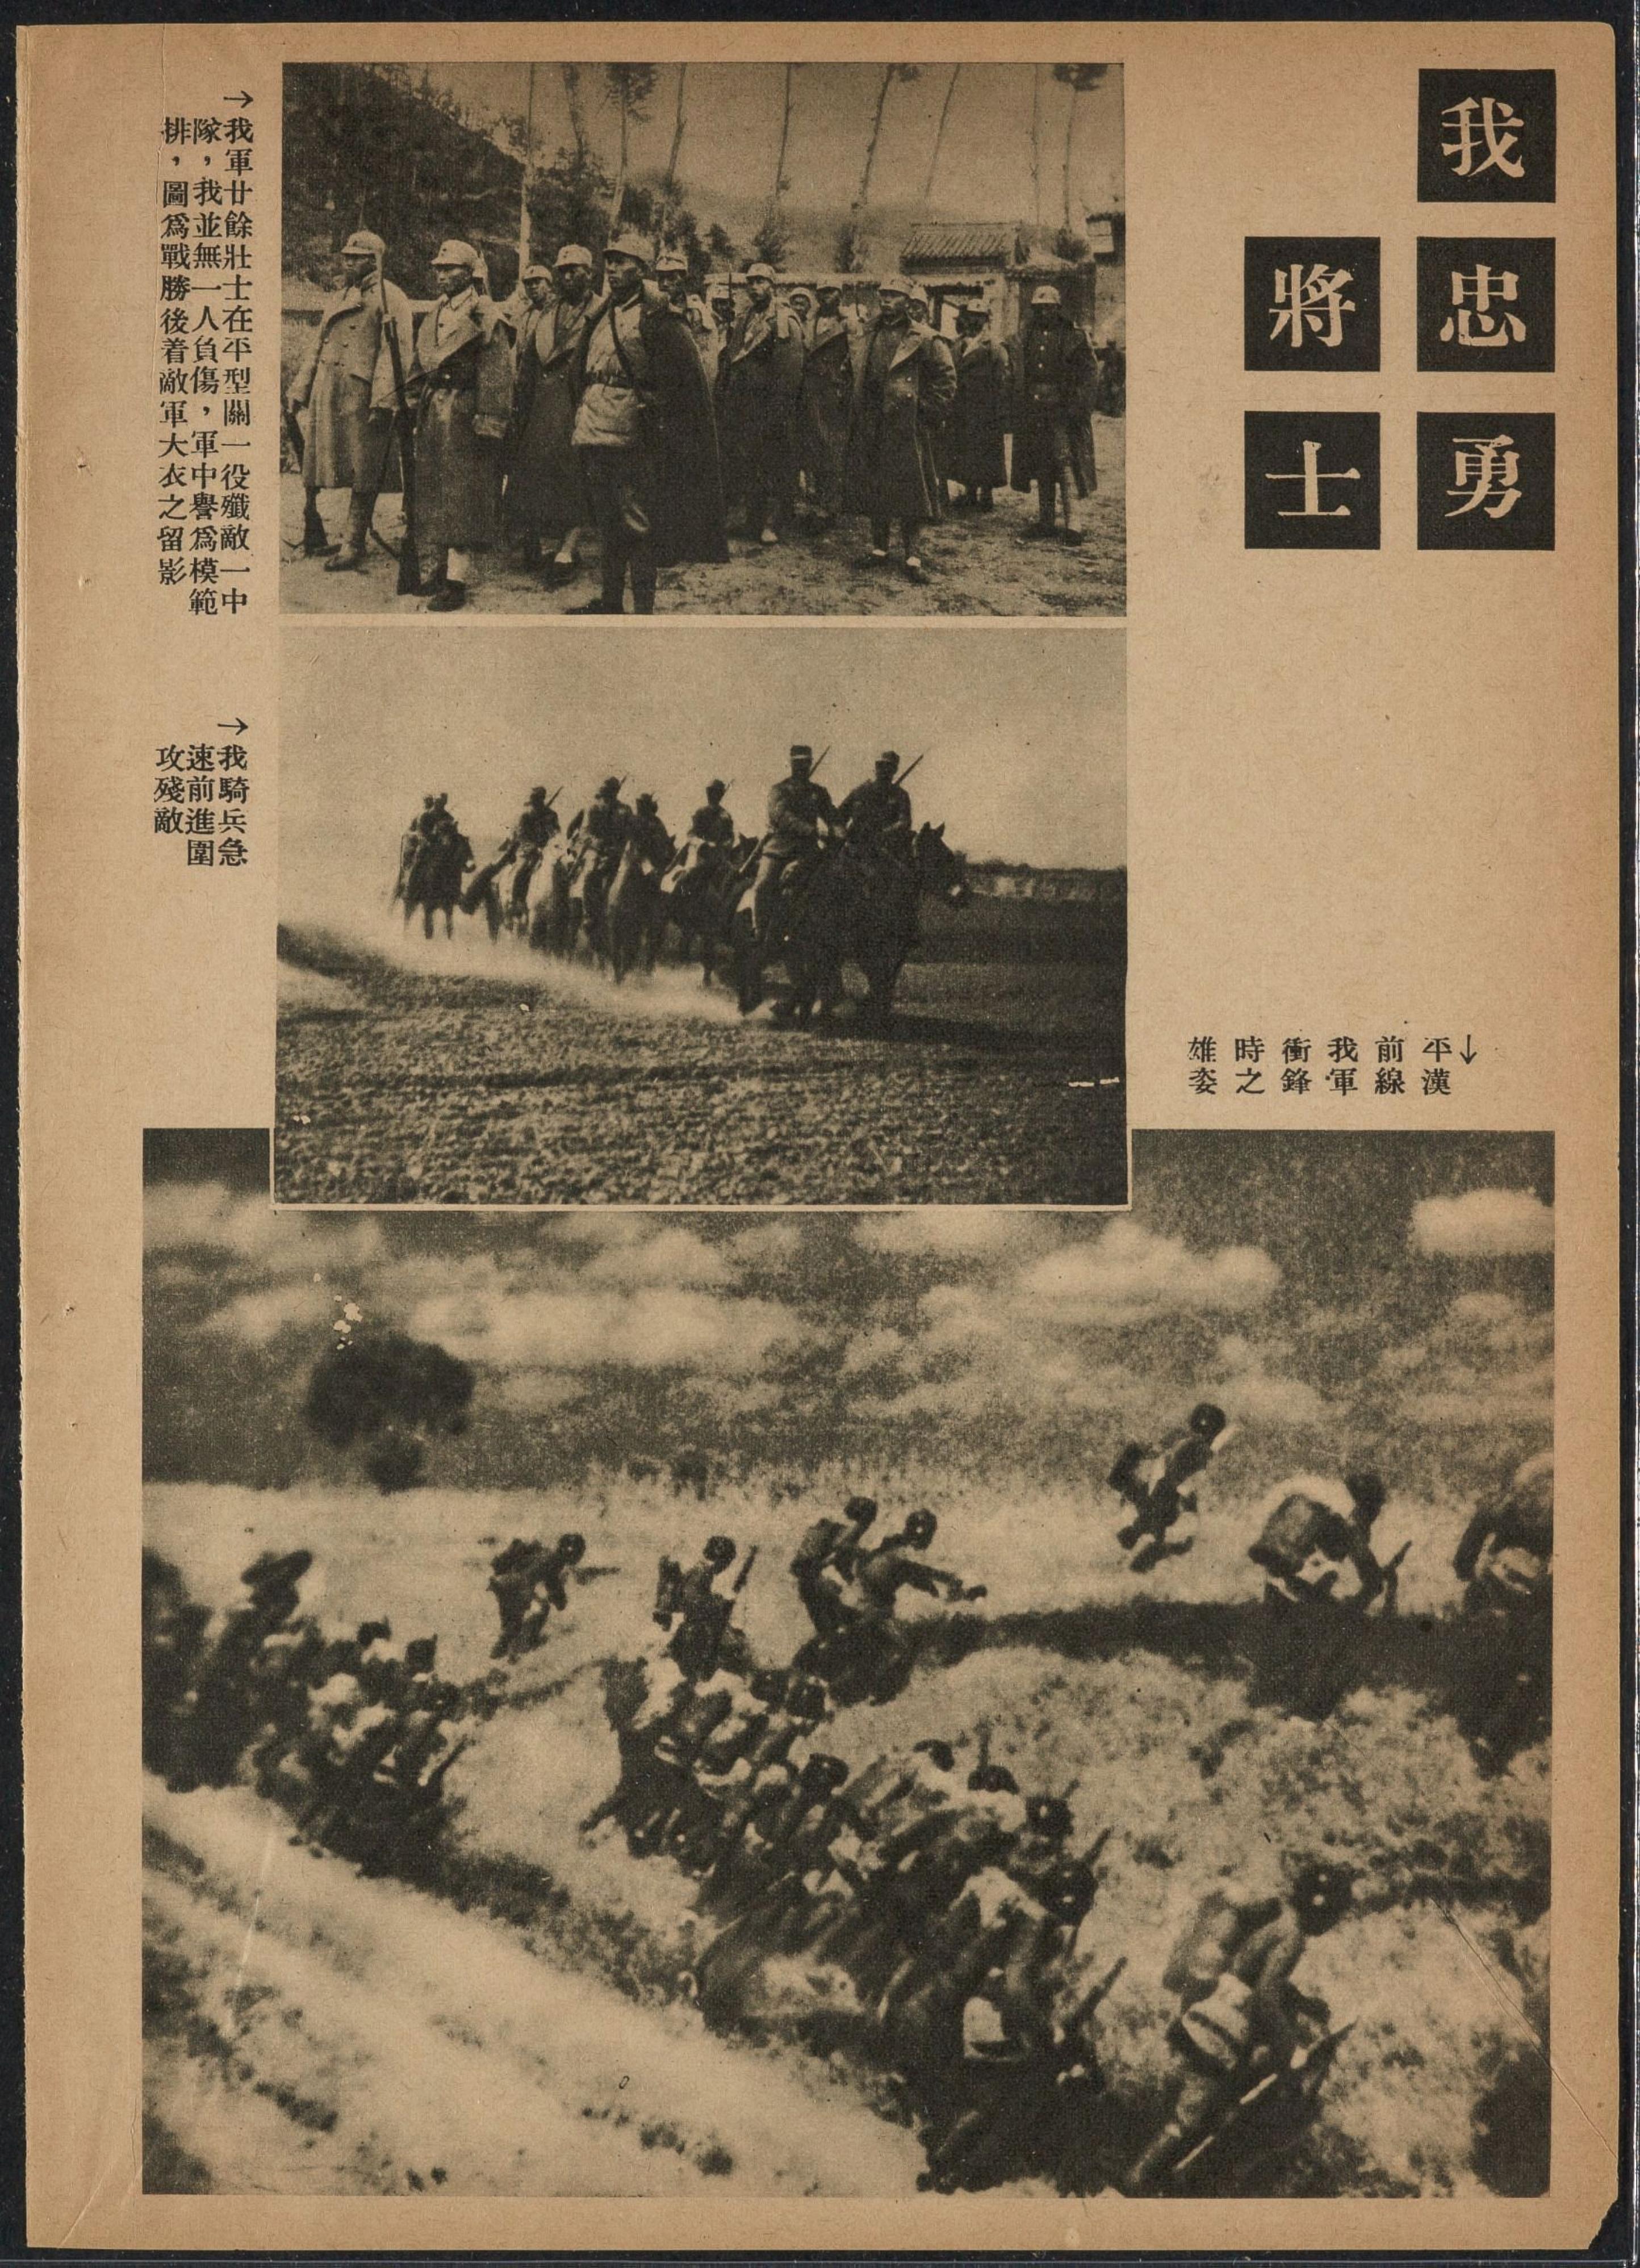 我忠勇
將士
→我軍廿餘壯士在平型關一役殲敵一中
隊，我並無一人負傷，軍中譽爲模範
排，圖爲戰勝後着敵軍大衣之留影
→我騎兵急
速前進圍
攻殘敵
↓平漢
前線
我軍
衝鋒
時之
雄姿